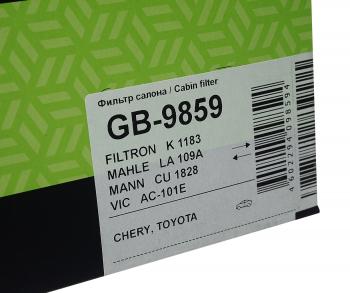 Фильтр салона / Cabin filter
GB-9859
FILTRON K 1183
MAHLE LA 109A
MANN CU 1828
VIC AC-101E
CHERY, TOYOTA
4602294098594